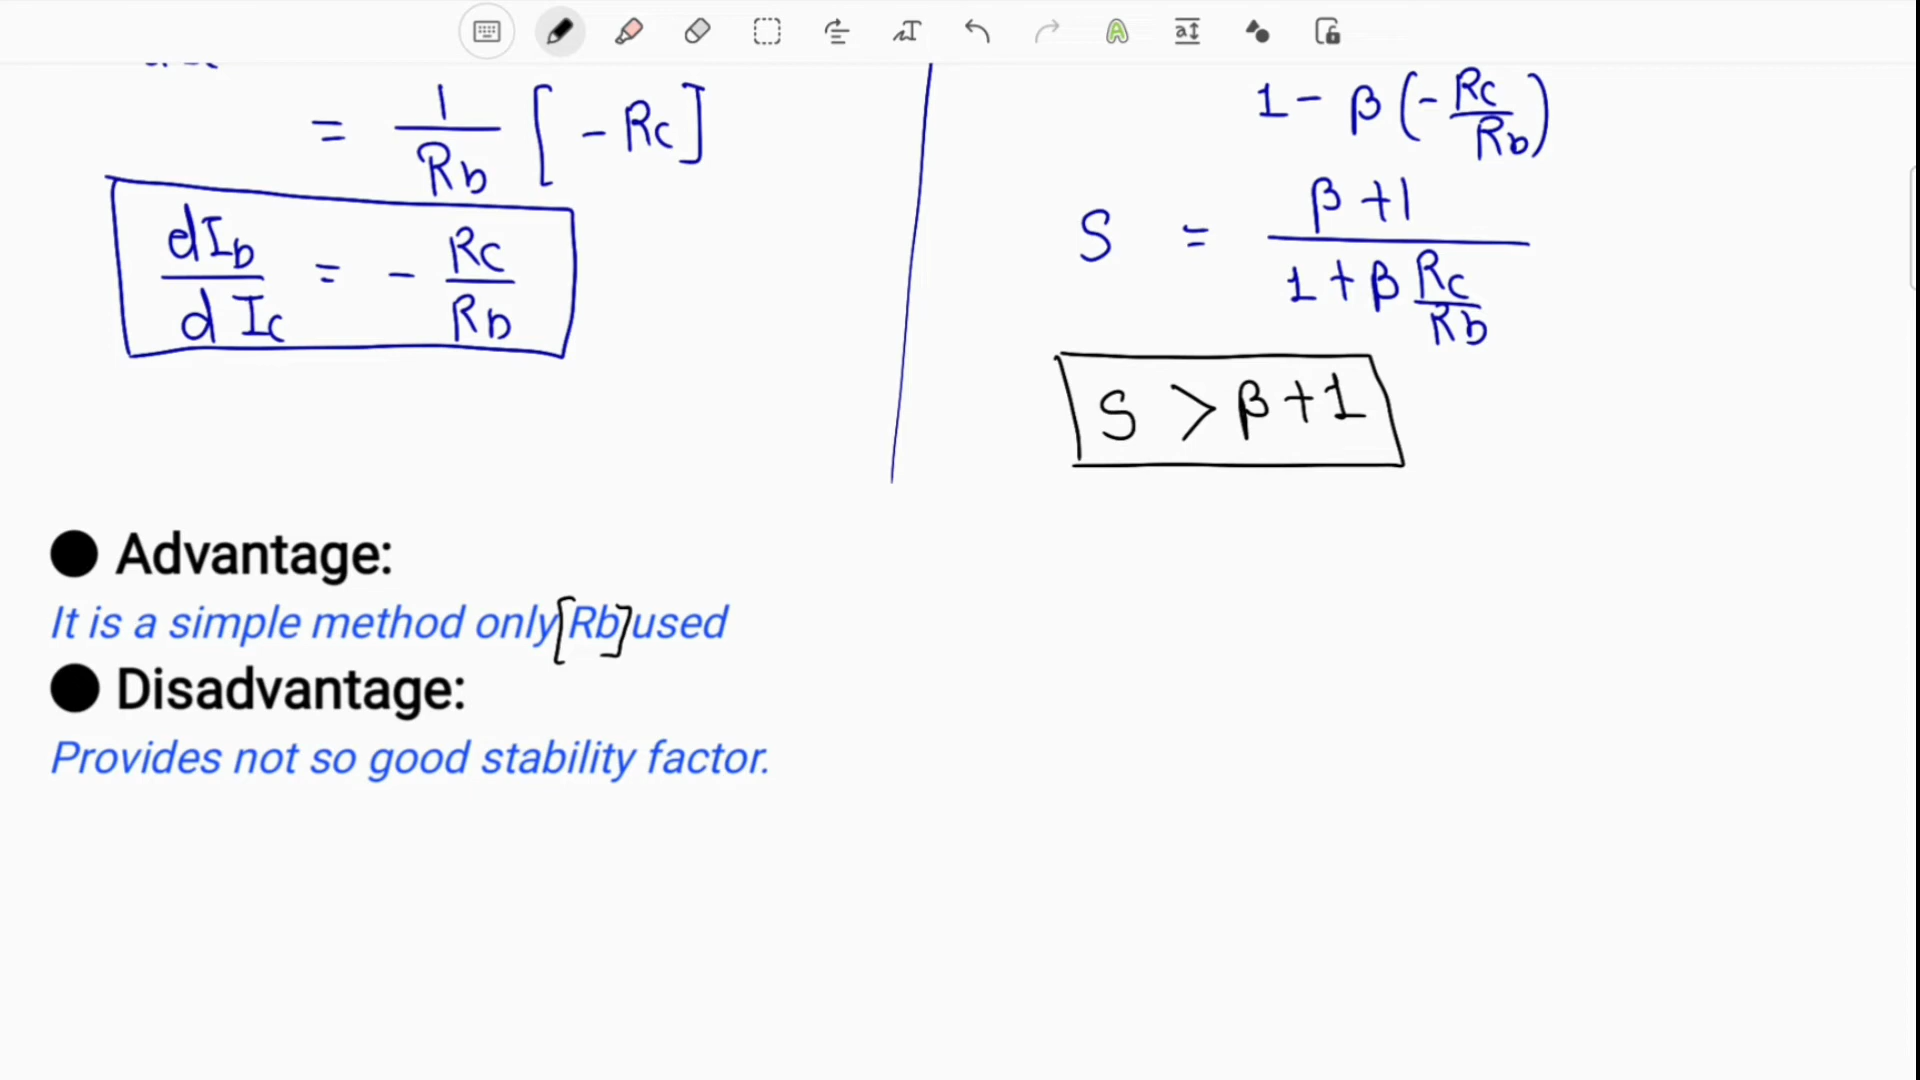 = 1/Rb [- Rc]
dIb/dIc = - Rc/Rb
1 - β(- Rc/Rb)
S = β+1 / 1 + β Rc/Rb
S > β+1
● Advantage:
It is a simple method only [Rb] used
● Disadvantage:
Provides not so good stability factor.